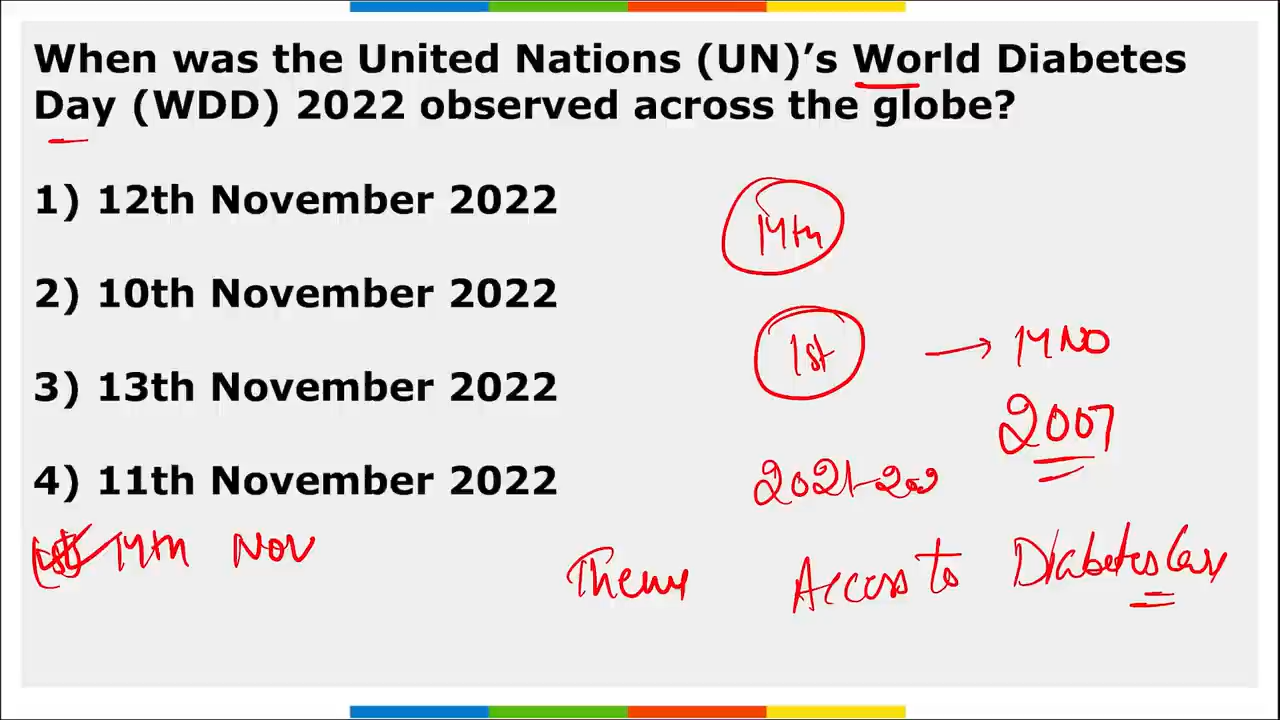 When was the United Nations (UN)’s World Diabetes
Day (WDD) 2022 observed across the globe?
1) 12th November 2022
14th
2) 10th November 2022
1st → 14 NO
3) 13th November 2022
2007
4) 11th November 2022
2021-202
14th Nov
Theme Access to Diabetes Care